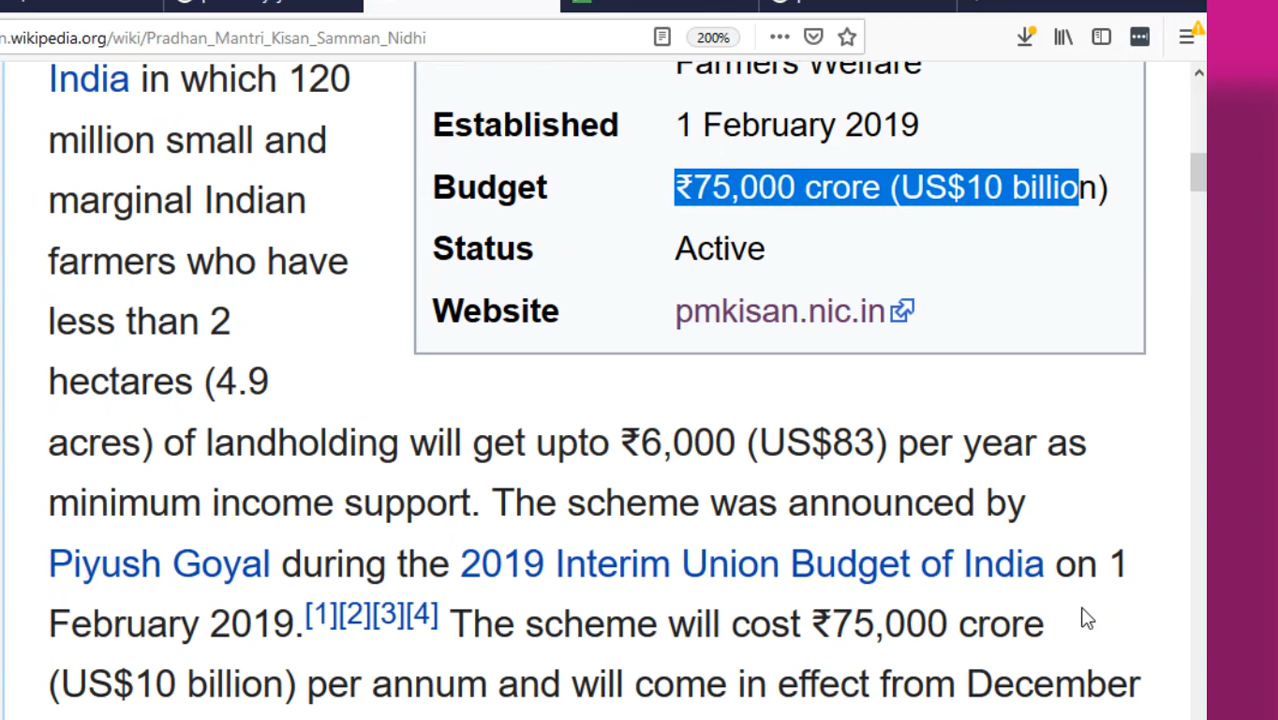 n.wikipedia.org/wiki/Pradhan_Mantri_Kisan_Samman_Nidhi
200%
India in which 120
million small and
marginal Indian
farmers who have
less than 2
hectares (4.9
Farmers Welfare
Established 1 February 2019
Budget ₹75,000 crore (US$10 billion)
Status Active
Website pmkisan.nic.in
acres) of landholding will get upto ₹6,000 (US$83) per year as
minimum income support. The scheme was announced by
Piyush Goyal during the 2019 Interim Union Budget of India on 1
February 2019.[1][2][3][4] The scheme will cost ₹75,000 crore
(US$10 billion) per annum and will come in effect from December